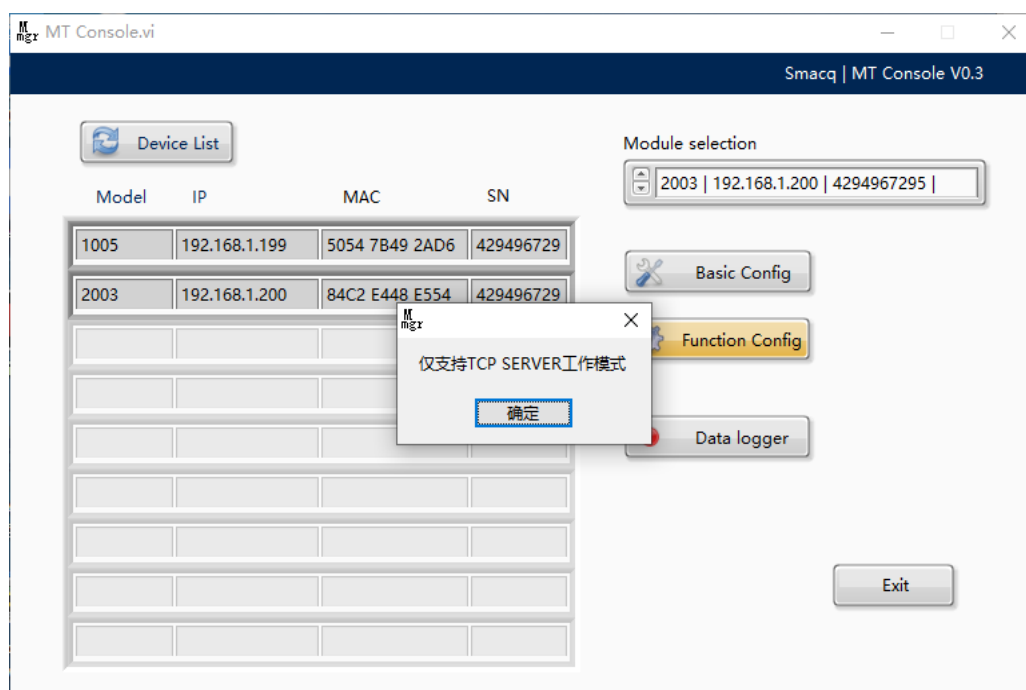 M
mgr MT Console.vi
Smacq | MT Console V0.3
Device List
Module selection
2003 | 192.168.1.200 | 4294967295 |
Model IP MAC SN
1005 192.168.1.199 5054 7B49 2AD6 429496729
2003 192.168.1.200 84C2 E448 E554 429496729
Basic Config
M
mgr
仅支持TCP SERVER工作模式
确定
Function Config
Data logger
Exit